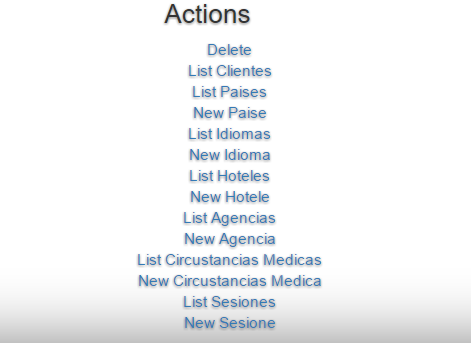 Actions
Delete
List Clientes
List Paises
New Paise
List Idiomas
New Idioma
List Hoteles
New Hotele
List Agencias
New Agencia
List Circustancias Medicas
New Circustancias Medica
List Sesiones
New Sesione